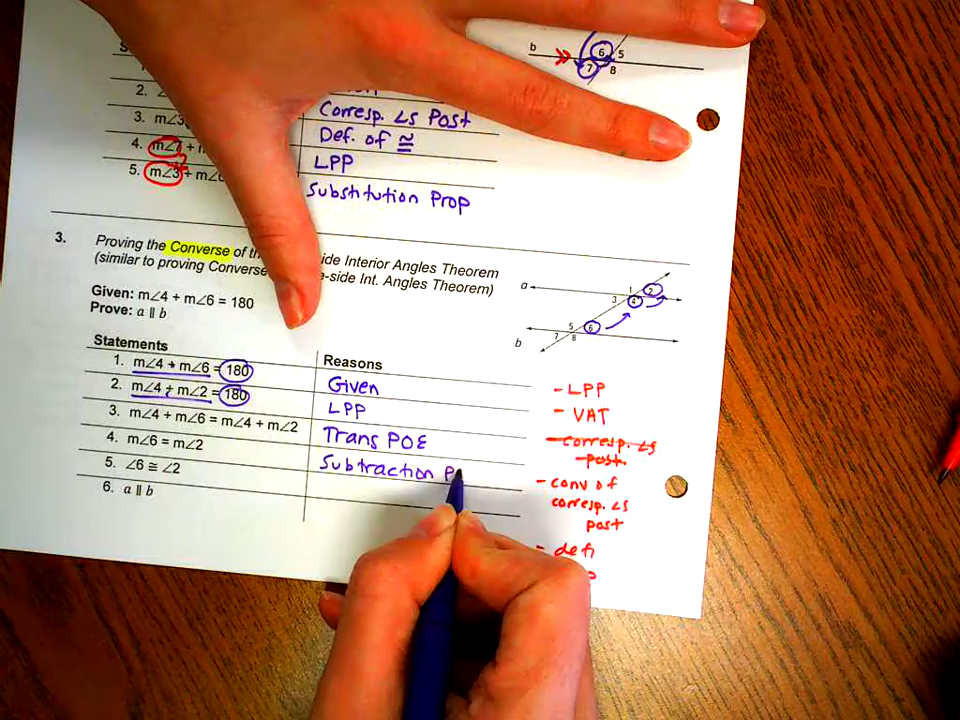 b
6
5
7
8
2.
Corresp. ∠s Post
3. m∠3
Def. of ≅
4. m∠7 +
LPP
5. m∠3 + m∠
Substitution Prop
3. Proving the Converse of ide Interior Angles Theorem
(similar to proving Converse e-side Int. Angles Theorem)
Given: m∠4 + m∠6 = 180
Prove: a ∥ b
a
1
2
3
4
5
6
7
8
b
Statements
Reasons
1. m∠4 + m∠6 = 180
Given
2. m∠4 + m∠2 = 180
LPP
3. m∠4 + m∠6 = m∠4 + m∠2
Trans POE
4. m∠6 = m∠2
Subtraction P
5. ∠6 ≅ ∠2
6. a ∥ b
- LPP
- VAT
- corresp. ∠s
post.
- conv of
corresp. ∠s
post
- def